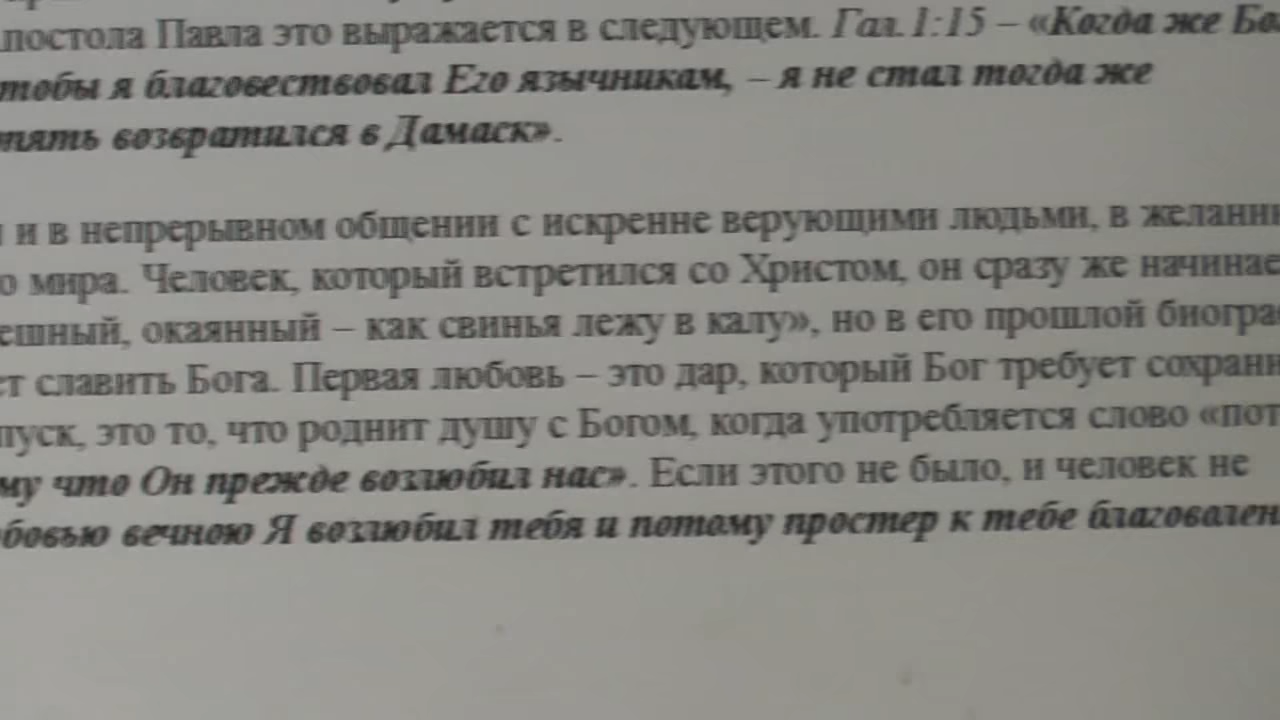 постола Павла это выражается в следующем. Гал.1:15 – «Когда же Бо
тобы я благовествовал Его язычникам, – я не стал тогда же
пять возвратился в Дамаск».
и и в непрерывном общении с искренне верующими людьми, в желани
о мира. Человек, который встретился со Христом, он сразу же начинае
ешный, окаянный – как свинья лежу в калу», но в его прошлой биогра
ет славить Бога. Первая любовь – это дар, который Бог требует сохран
пуск, это то, что роднит душу с Богом, когда употребляется слово «пот
му что Он прежде возлюбил нас». Если этого не было, и человек не
бовью вечною Я возлюбил тебя и потому простер к тебе благоволен